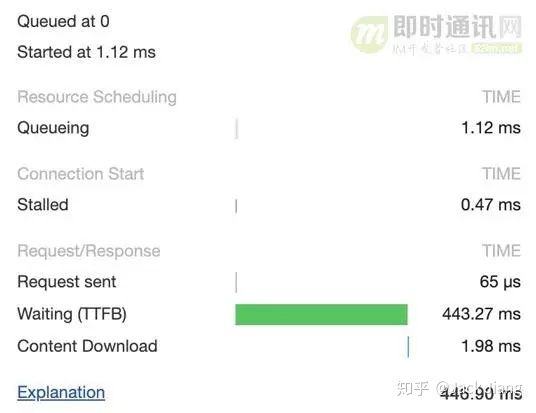 Queued at 0
即时通讯网
Started at 1.12 ms
IM开发者社区 52im.net
Resource Scheduling TIME
Queueing 1.12 ms
Connection Start TIME
Stalled 0.47 ms
Request/Response TIME
Request sent 65 μs
Waiting (TTFB) 443.27 ms
Content Download 1.98 ms
Explanation 446.90 ms
知乎